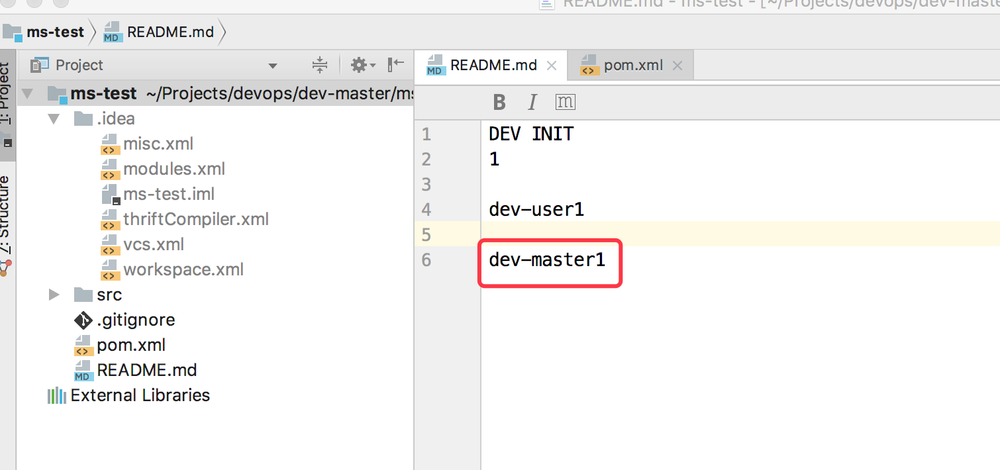 README.md - ms-test - [~/Projects/devops/dev-maste
ms-test
MD
README.md
1: Project
Project
README.md
MD
pom.xml
ms-test ~/Projects/devops/dev-master/ms
.idea
misc.xml
modules.xml
ms-test.iml
thriftCompiler.xml
vcs.xml
workspace.xml
src
.gitignore
pom.xml
MD
README.md
External Libraries
7: Structure
B I m
1 DEV INIT
2 1
3
4 dev-user1
5
6 dev-master1